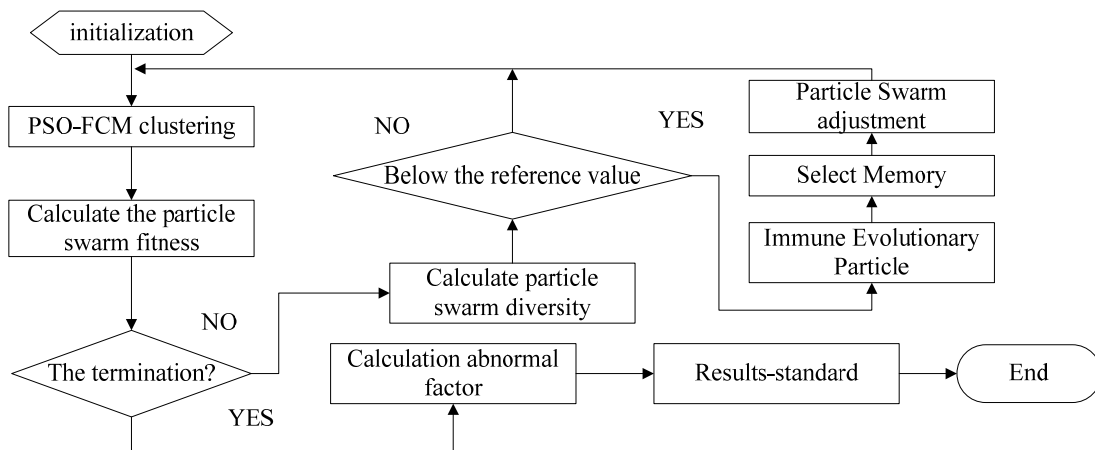 initialization
PSO-FCM clustering
Calculate the particle
swarm fitness
The termination?
NO
YES
Calculate particle
swarm diversity
Below the reference value
NO
YES
Immune Evolutionary
Particle
Select Memory
Particle Swarm
adjustment
Calculation abnormal
factor
Results-standard
End